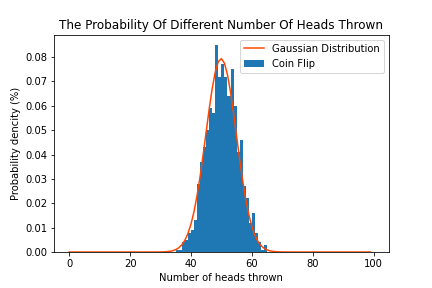 The Probability Of Different Number Of Heads Thrown
Gaussian Distribution
Coin Flip
Probability dencity (%)
0.08
0.07
0.06
0.05
0.04
0.03
0.02
0.01
0.00
0 20 40 60 80 100
Number of heads thrown